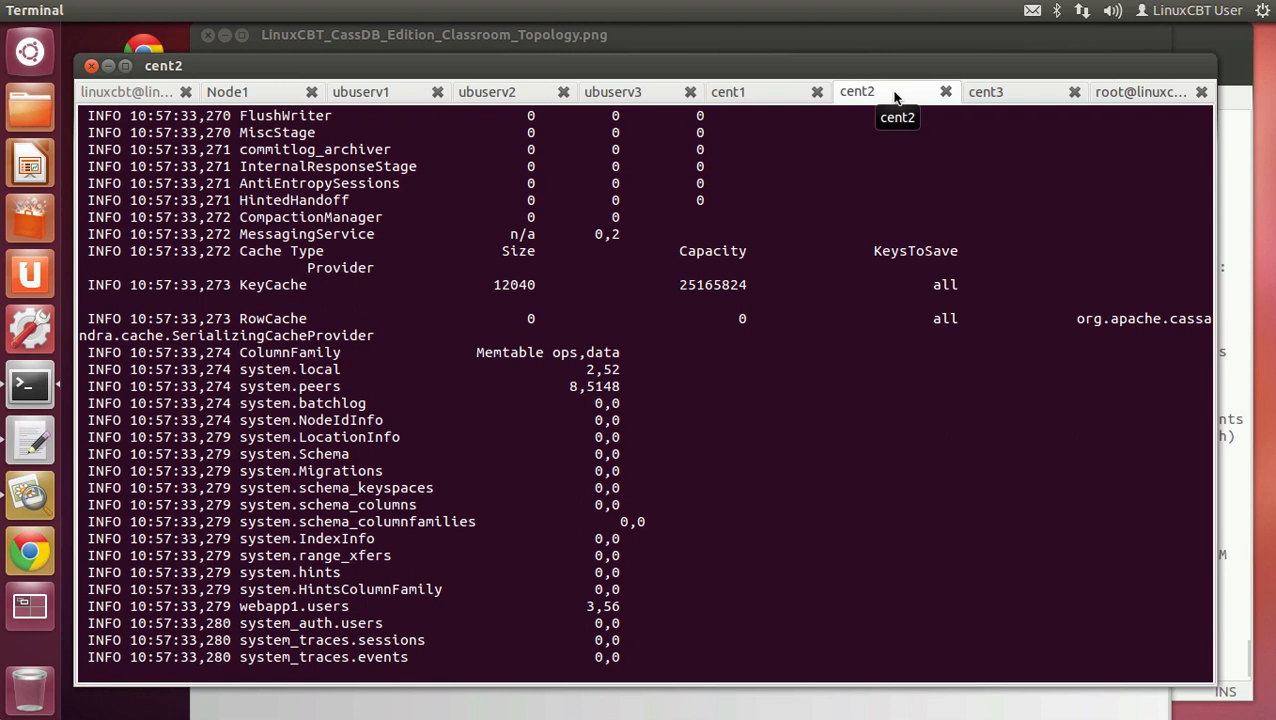 Terminal
LinuxCBT User
LinuxCBT_CassDB_Edition_Classroom_Topology.png
cent2
linuxcbt@lin... Node1 ubuserv1 ubuserv2 ubuserv3 cent1 cent2 cent3 root@linuxc...
cent2
INFO 10:57:33,270 FlushWriter 0 0 0
INFO 10:57:33,270 MiscStage 0 0 0
INFO 10:57:33,271 commitlog_archiver 0 0 0
INFO 10:57:33,271 InternalResponseStage 0 0 0
INFO 10:57:33,271 AntiEntropySessions 0 0 0
INFO 10:57:33,271 HintedHandoff 0 0 0
INFO 10:57:33,272 CompactionManager 0 0
INFO 10:57:33,272 MessagingService n/a 0,2
INFO 10:57:33,272 Cache Type Size Capacity KeysToSave
Provider
INFO 10:57:33,273 KeyCache 12040 25165824 all
INFO 10:57:33,273 RowCache 0 0 all org.apache.cassa
ndra.cache.SerializingCacheProvider
INFO 10:57:33,274 ColumnFamily Memtable ops,data
INFO 10:57:33,274 system.local 2,52
INFO 10:57:33,274 system.peers 8,5148
INFO 10:57:33,274 system.batchlog 0,0
INFO 10:57:33,274 system.NodeIdInfo 0,0
INFO 10:57:33,279 system.LocationInfo 0,0
INFO 10:57:33,279 system.Schema 0,0
INFO 10:57:33,279 system.Migrations 0,0
INFO 10:57:33,279 system.schema_keyspaces 0,0
INFO 10:57:33,279 system.schema_columns 0,0
INFO 10:57:33,279 system.schema_columnfamilies 0,0
INFO 10:57:33,279 system.IndexInfo 0,0
INFO 10:57:33,279 system.range_xfers 0,0
INFO 10:57:33,279 system.hints 0,0
INFO 10:57:33,279 system.HintsColumnFamily 0,0
INFO 10:57:33,279 webapp1.users 3,56
INFO 10:57:33,280 system_auth.users 0,0
INFO 10:57:33,280 system_traces.sessions 0,0
INFO 10:57:33,280 system_traces.events 0,0
:
s
nts
h)
M
INS